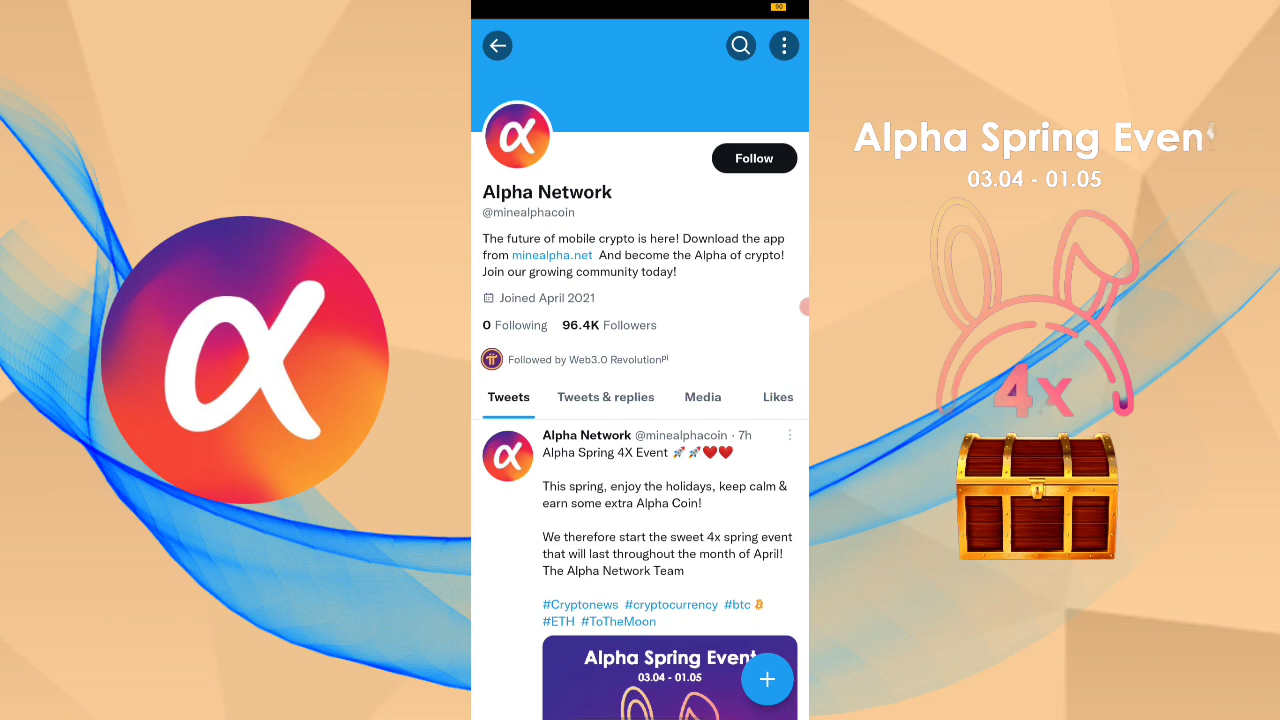 90
Follow
Alpha Network
@minealphacoin
The future of mobile crypto is here! Download the app
from minealpha.net And become the Alpha of crypto!
Join our growing community today!
Joined April 2021
0 Following 96.4K Followers
Followed by Web3.0 Revolutionᴾⁱ
Tweets Tweets & replies Media Likes
Alpha Network @minealphacoin · 7h
Alpha Spring 4X Event 🚀🚀❤️❤️
This spring, enjoy the holidays, keep calm &
earn some extra Alpha Coin!
We therefore start the sweet 4x spring event
that will last throughout the month of April!
The Alpha Network Team
#Cryptonews #cryptocurrency #btc
#ETH #ToTheMoon
Alpha Spring Event
03.04 - 01.05
Alpha Spring Even
03.04 - 01.05
4x